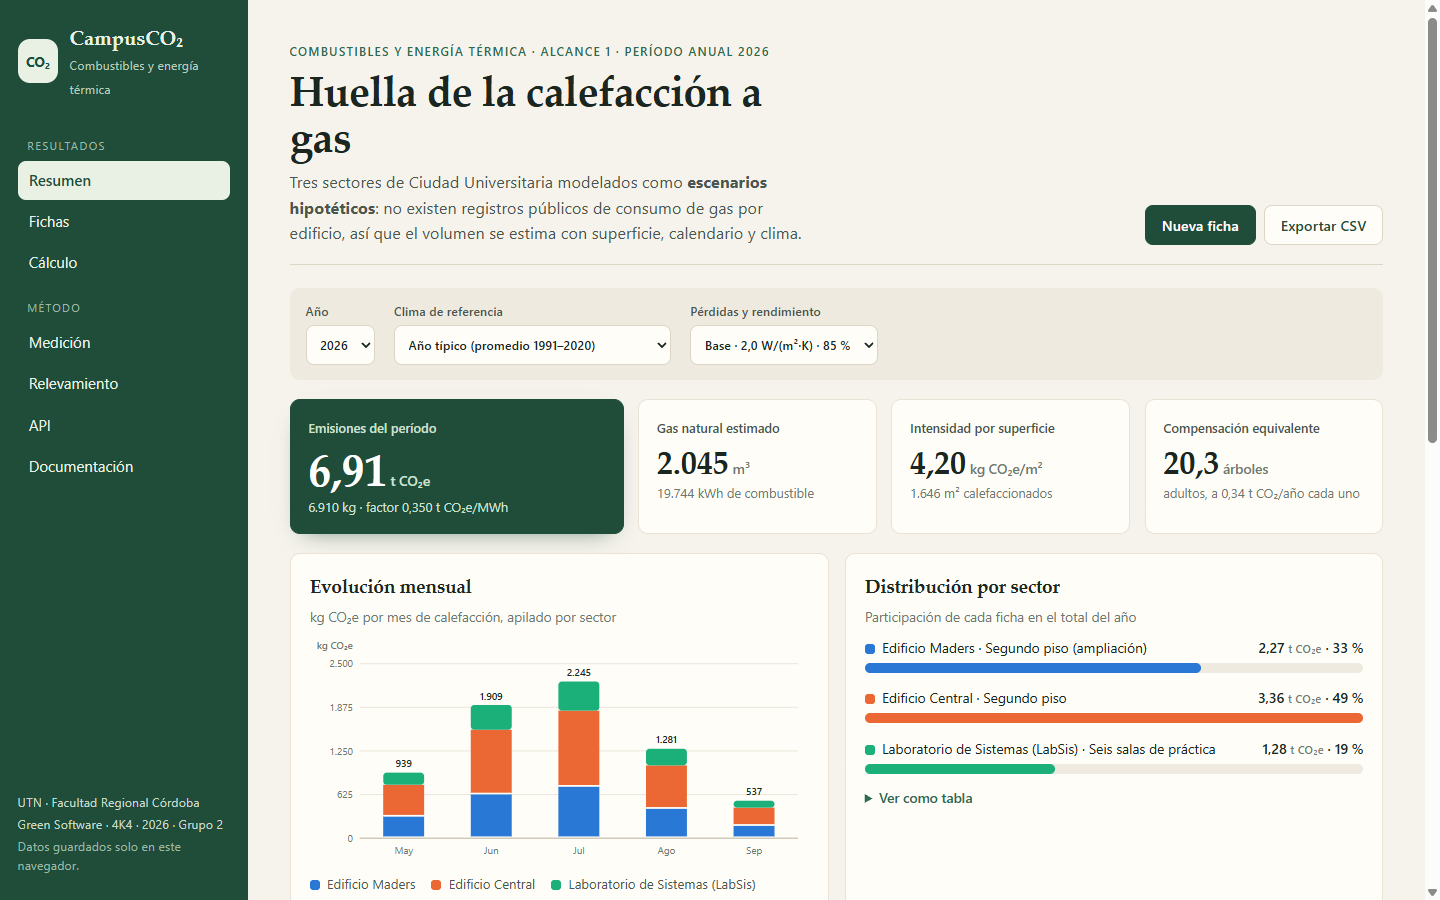 CO₂
CampusCO₂
Combustibles y energía
térmica
RESULTADOS
Resumen
Fichas
Cálculo
MÉTODO
Medición
Relevamiento
API
Documentación
UTN · Facultad Regional Córdoba
Green Software · 4K4 · 2026 · Grupo 2
Datos guardados solo en este
navegador.
COMBUSTIBLES Y ENERGÍA TÉRMICA · ALCANCE 1 · PERÍODO ANUAL 2026
Huella de la calefacción a
gas
Tres sectores de Ciudad Universitaria modelados como escenarios
hipotéticos: no existen registros públicos de consumo de gas por
edificio, así que el volumen se estima con superficie, calendario y clima.
Nueva ficha
Exportar CSV
Año
2026
Clima de referencia
Año típico (promedio 1991–2020)
Pérdidas y rendimiento
Base · 2,0 W/(m²·K) · 85 %
Emisiones del período
6,91 t CO₂e
6.910 kg · factor 0,350 t CO₂e/MWh
Gas natural estimado
2.045 m³
19.744 kWh de combustible
Intensidad por superficie
4,20 kg CO₂e/m²
1.646 m² calefaccionados
Compensación equivalente
20,3 árboles
adultos, a 0,34 t CO₂/año cada uno
Evolución mensual
kg CO₂e por mes de calefacción, apilado por sector
kg CO₂e
2.500
1.875
1.250
625
0
939
1.909
2.245
1.281
537
May
Jun
Jul
Ago
Sep
Edificio Maders
Edificio Central
Laboratorio de Sistemas (LabSis)
Distribución por sector
Participación de cada ficha en el total del año
Edificio Maders · Segundo piso (ampliación)
2,27 t CO₂e · 33 %
Edificio Central · Segundo piso
3,36 t CO₂e · 49 %
Laboratorio de Sistemas (LabSis) · Seis salas de práctica
1,28 t CO₂e · 19 %
Ver como tabla